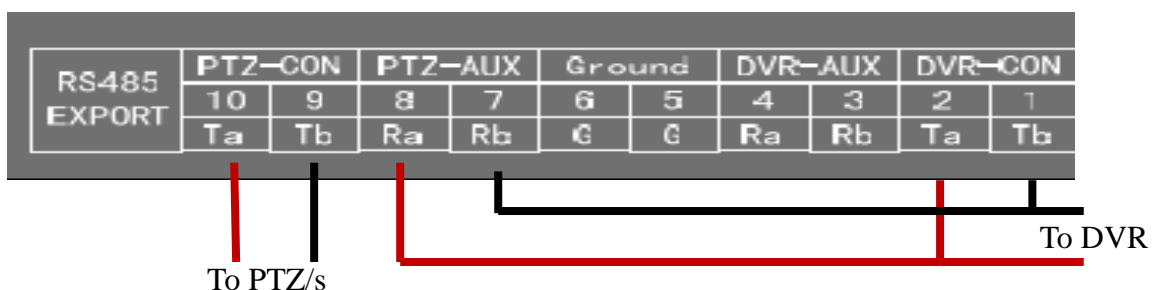 RS485 EXPORT
PTZ-CON PTZ-AUX Ground DVR-AUX DVR-CON
10 9 8 7 6 5 4 3 2 1
Ta Tb Ra Rb G G Ra Rb Ta Tb
To DVR
To PTZ/s